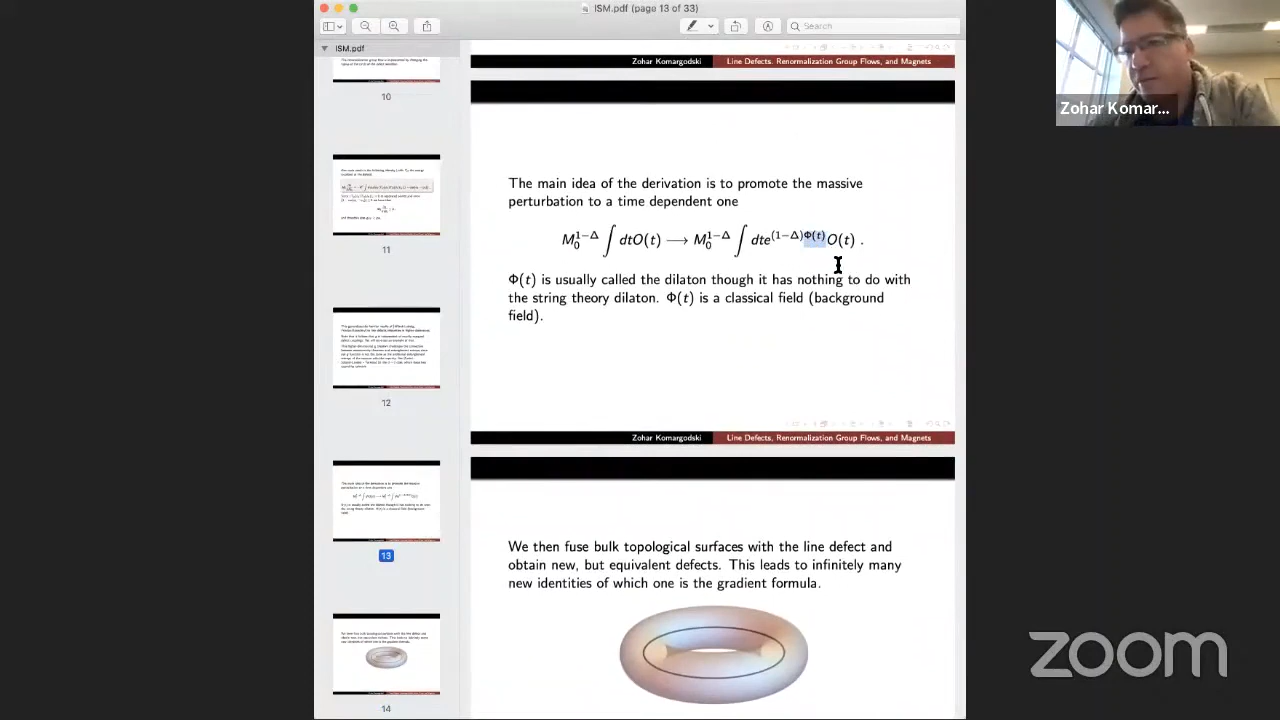 ISM.pdf (page 13 of 33)
Search
ISM.pdf
10
11
12
13
14
Zohar Komargodski Line Defects, Renormalization Group Flows, and Magnets
The main idea of the derivation is to promote the massive
perturbation to a time dependent one
M₀^{1−Δ} ∫ dtO(t) ⟶ M₀^{1−Δ} ∫ dte^{(1−Δ)Φ(t)}O(t) .
Φ(t) is usually called the dilaton though it has nothing to do with
the string theory dilaton. Φ(t) is a classical field (background
field).
Zohar Komargodski Line Defects, Renormalization Group Flows, and Magnets
We then fuse bulk topological surfaces with the line defect and
obtain new, but equivalent defects. This leads to infinitely many
new identities of which one is the gradient formula.
Zohar Komar...
zoom